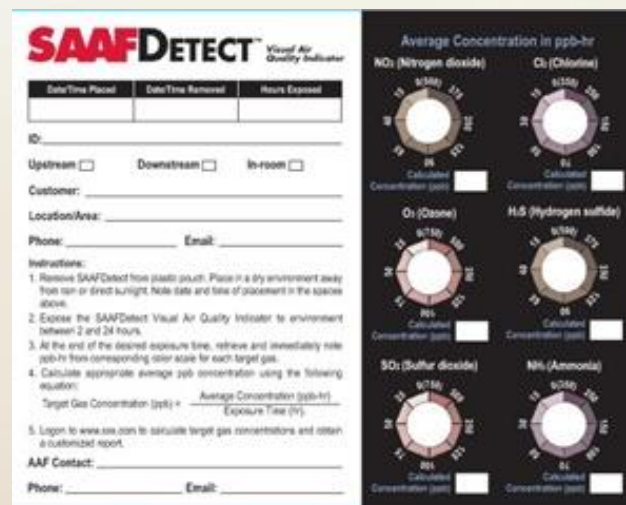 SAAFDETECT™ Visual Air
Quality Indicator
Date/Time Placed Date/Time Removed Hours Exposed
ID:
Upstream Downstream In-room
Customer:
Location/Area:
Phone: Email:
Instructions:
1. Remove SAAFDetect from plastic pouch. Place in a dry environment away
from rain or direct sunlight. Note date and time of placement in the spaces
above.
2. Expose the SAAFDetect Visual Air Quality Indicator to environment
between 2 and 24 hours.
3. At the end of the desired exposure time, retrieve and immediately note
ppb-hr from corresponding color scale for each target gas.
4. Calculate appropriate average ppb concentration using the following
equation:
Target Gas Concentration (ppb) = Average Concentration (ppb-hr)
Exposure Time (hr).
5. Logon to to calculate target gas concentrations and obtain
a customized report.
AAF Contact:
Phone: Email:
Average Concentration in ppb-hr
NO₂ (Nitrogen dioxide) Cl₂ (Chlorine)
Calculated Concentration (ppb) Calculated Concentration (ppb)
O₃ (Ozone) H₂S (Hydrogen sulfide)
Calculated Concentration (ppb) Calculated Concentration (ppb)
SO₂ (Sulfur dioxide) NH₃ (Ammonia)
Calculated Concentration (ppb) Calculated Concentration (ppb)